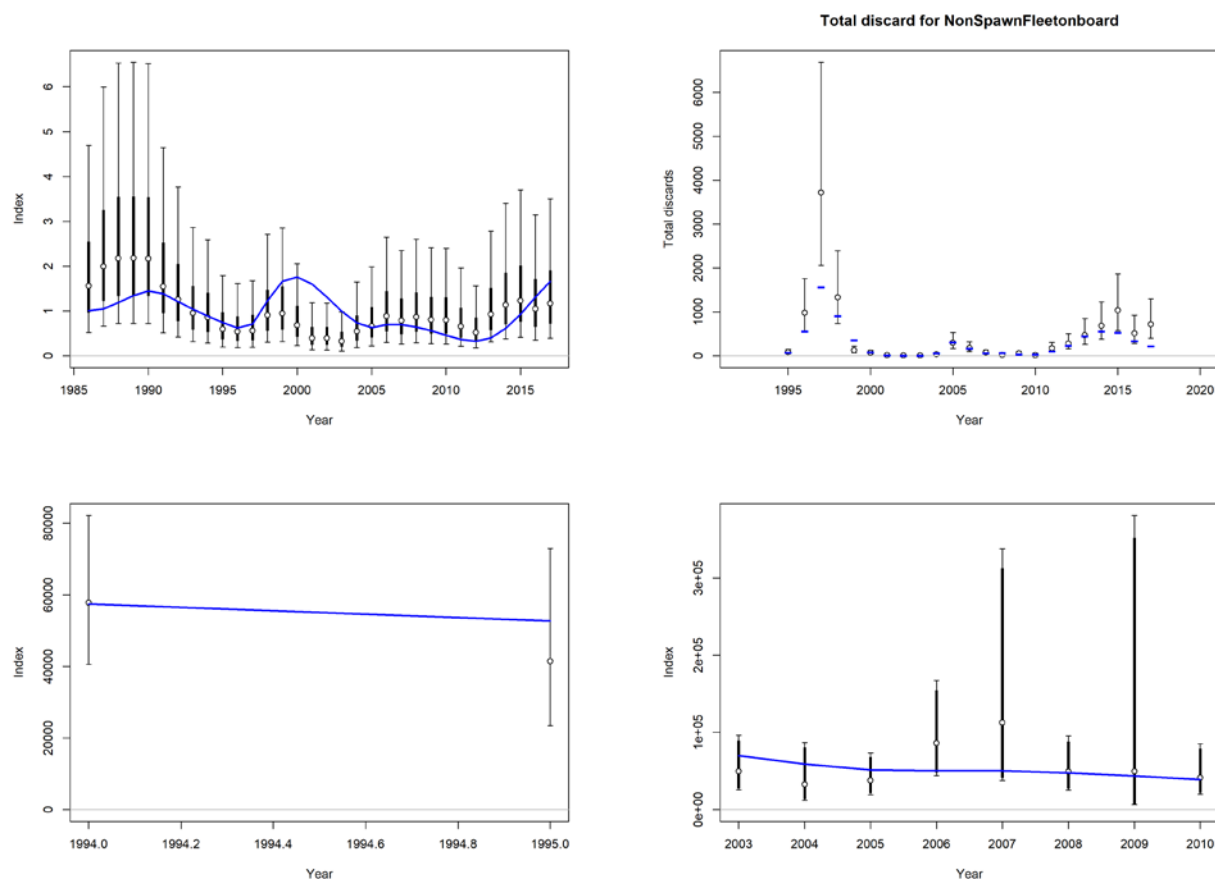 Total discard for NonSpawnFleetonboard
Index
0 1 2 3 4 5 6
1985 1990 1995 2000 2005 2010 2015
Year
Total discards
0 1000 2000 3000 4000 5000 6000
1995 2000 2005 2010 2015 2020
Year
Index
0 20000 40000 60000 80000
1994.0 1994.2 1994.4 1994.6 1994.8 1995.0
Year
Index
0e+00 1e+05 2e+05 3e+05
2003 2004 2005 2006 2007 2008 2009 2010
Year